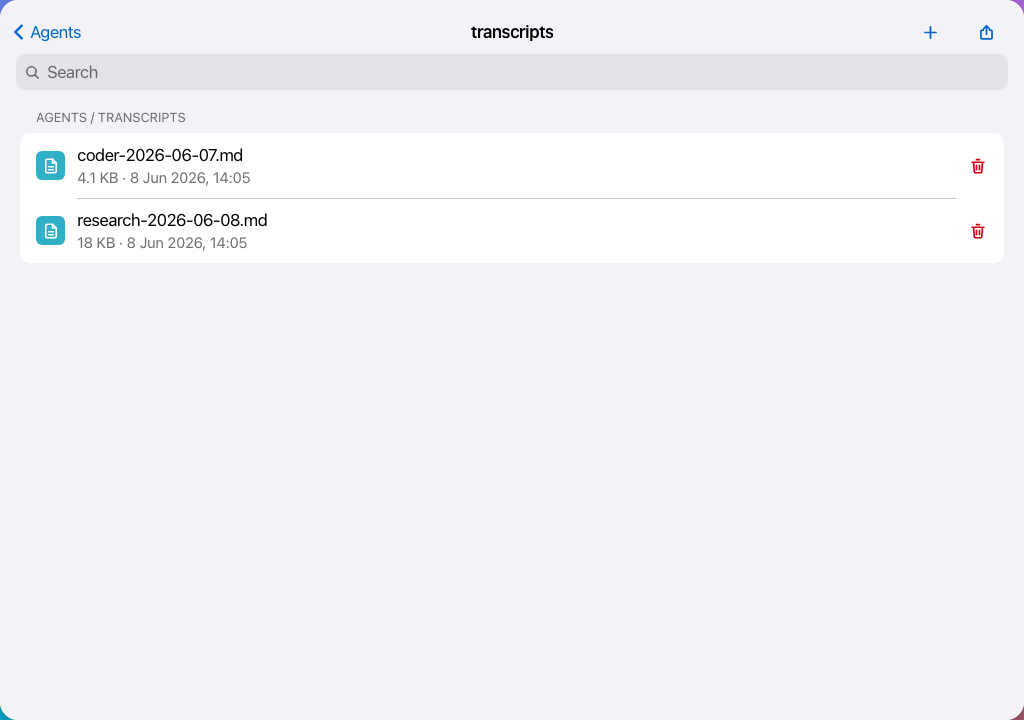 Agents
transcripts
Search
AGENTS / TRANSCRIPTS
coder-2026-06-07.md
4.1 KB · 8 Jun 2026, 14:05
research-2026-06-08.md
18 KB · 8 Jun 2026, 14:05